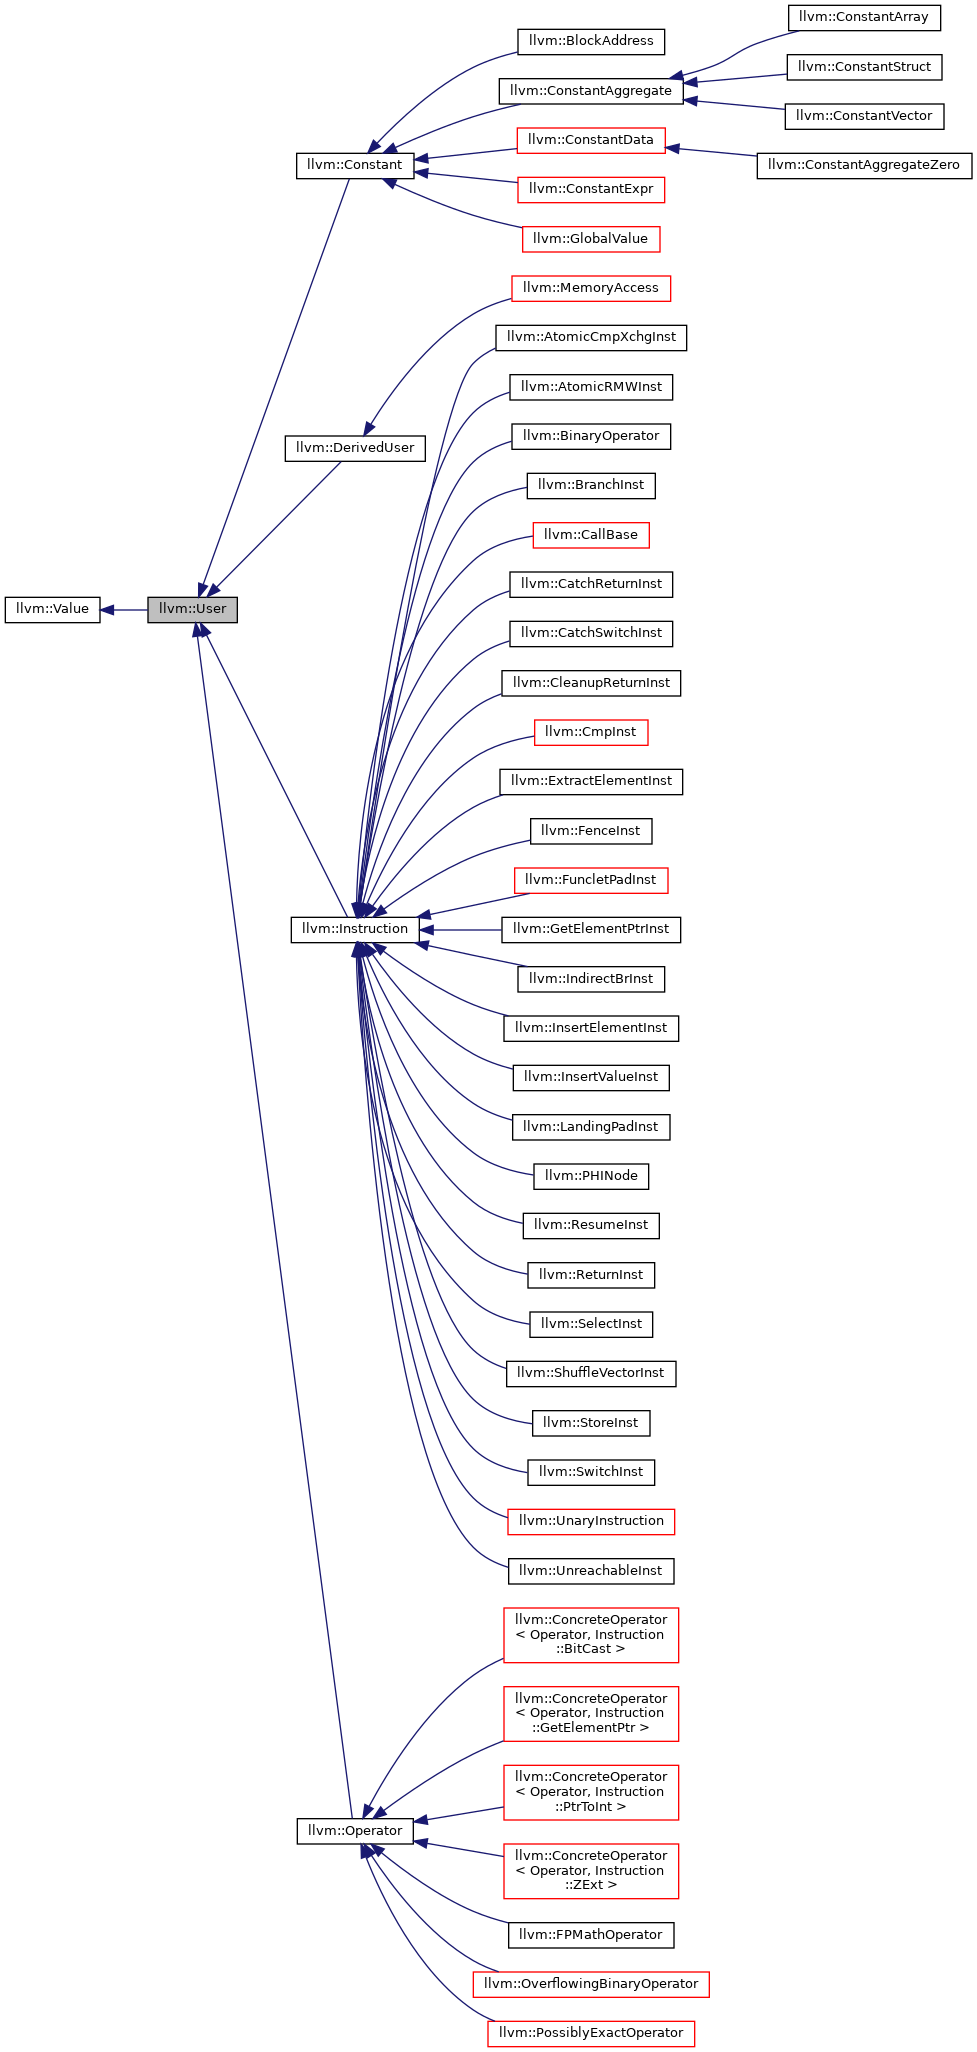 llvm::ConstantArray
llvm::BlockAddress
llvm::ConstantStruct
llvm::ConstantAggregate
llvm::ConstantVector
llvm::ConstantData
llvm::Constant
llvm::ConstantAggregateZero
llvm::ConstantExpr
llvm::GlobalValue
llvm::MemoryAccess
llvm::AtomicCmpXchgInst
llvm::AtomicRMWInst
llvm::BinaryOperator
llvm::DerivedUser
llvm::BranchInst
llvm::CallBase
llvm::CatchReturnInst
llvm::Value
llvm::User
llvm::CatchSwitchInst
llvm::CleanupReturnInst
llvm::CmpInst
llvm::ExtractElementInst
llvm::FenceInst
llvm::FuncletPadInst
llvm::Instruction
llvm::GetElementPtrInst
llvm::IndirectBrInst
llvm::InsertElementInst
llvm::InsertValueInst
llvm::LandingPadInst
llvm::PHINode
llvm::ResumeInst
llvm::ReturnInst
llvm::SelectInst
llvm::ShuffleVectorInst
llvm::StoreInst
llvm::SwitchInst
llvm::UnaryInstruction
llvm::UnreachableInst
llvm::ConcreteOperator
< Operator, Instruction
::BitCast >
llvm::ConcreteOperator
< Operator, Instruction
::GetElementPtr >
llvm::ConcreteOperator
< Operator, Instruction
::PtrToInt >
llvm::Operator
llvm::ConcreteOperator
< Operator, Instruction
::ZExt >
llvm::FPMathOperator
llvm::OverflowingBinaryOperator
llvm::PossiblyExactOperator